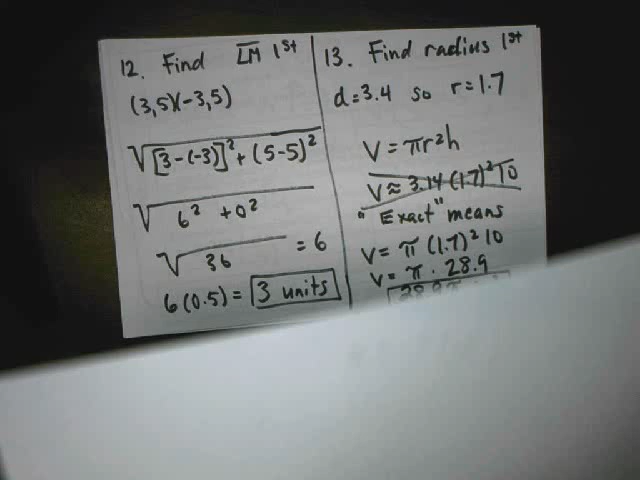 12. Find LM 1st
(3,5)(-3,5)
√[3-(-3)]² + (5-5)²
√6² + 0²
√36 = 6
6(0.5) = 3 units
13. Find radius 1st
d=3.4 so r=1.7
V=πr²h
V≈3.14(1.7)²10
"Exact" means
V=π(1.7)²10
V=π·28.9
28.9π